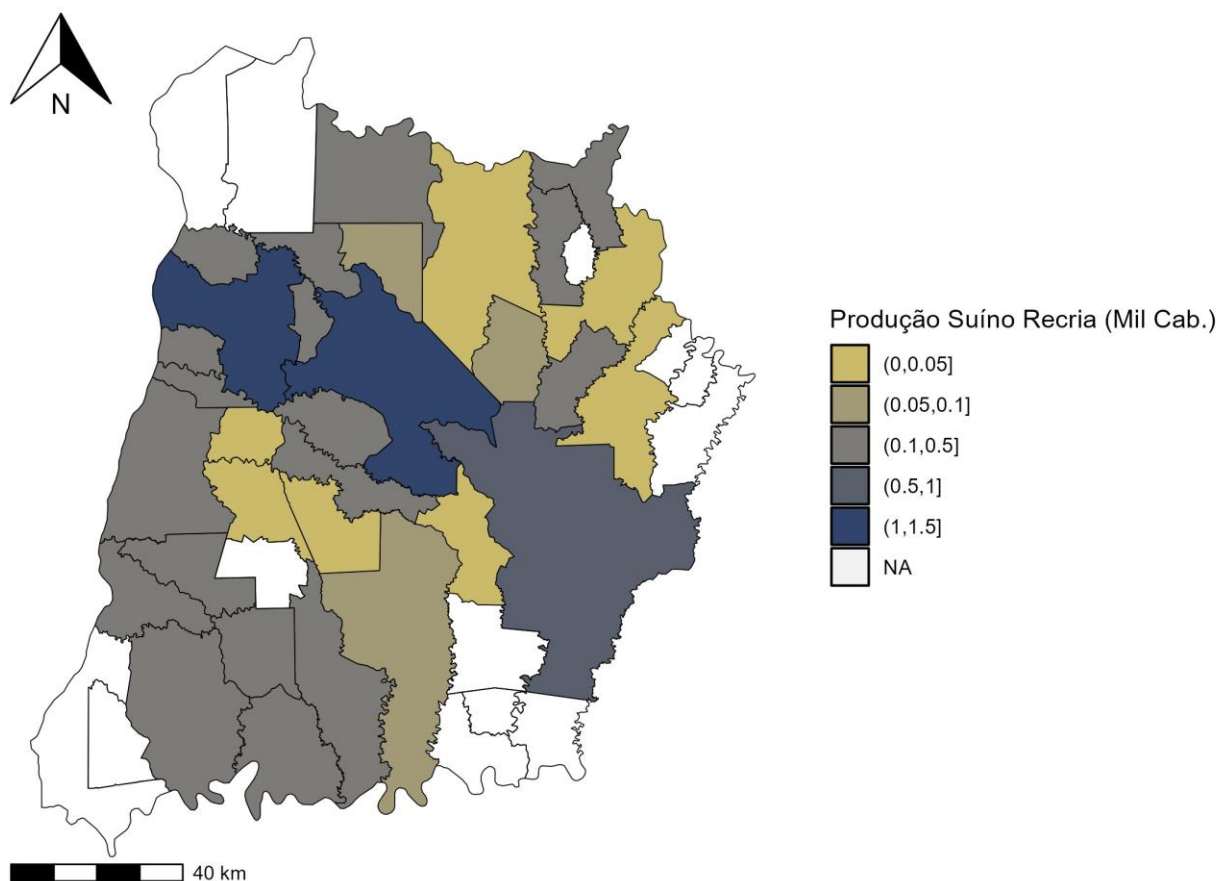 N
Produção Suíno Recria (Mil Cab.)
(0,0.05]
(0.05,0.1]
(0.1,0.5]
(0.5,1]
(1,1.5]
NA
40 km